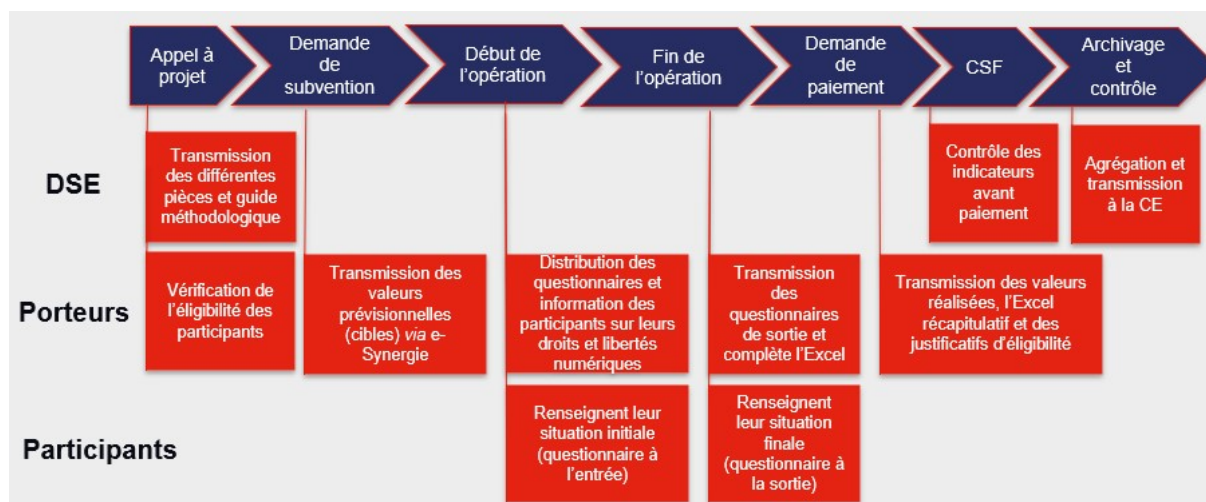 Appel à
projet
Demande
de
subvention
Début de
l'opération
Fin de
l'opération
Demande
de
paiement
CSF
Archivage
et
contrôle
DSE
Transmission
des différentes
pièces et guide
méthodologique
Contrôle des
indicateurs
avant
paiement
Agrégation et
transmission
à la CE
Porteurs
Vérification de
l'éligibilité des
participants
Transmission des
valeurs
prévisionnelles
(cibles) via e-
Synergie
Distribution des
questionnaires et
information des
participants sur leurs
droits et libertés
numériques
Transmission
des
questionnaires
de sortie et
complète l'Excel
Transmission des valeurs
réalisées, l'Excel
récapitulatif et des
justificatifs d'éligibilité
Participants
Renseignent leur
situation initiale
(questionnaire à
l'entrée)
Renseignent
leur situation
finale
(questionnaire à
la sortie)